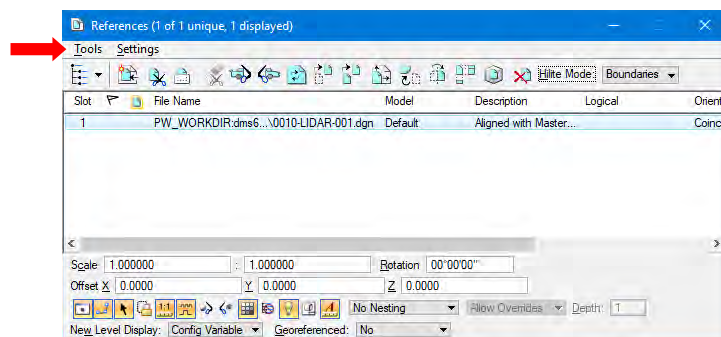 References (1 of 1 unique, 1 displayed)
Tools Settings
Hilite Mode: Boundaries
Slot File Name Model Description Logical Orient
1 PW_WORKDIR:dms6...\0010-LIDAR-001.dgn Default Aligned with Master... Coinc
Scale 1.000000 : 1.000000 Rotation 00°00'00"
Offset X 0.0000 Y 0.0000 Z 0.0000
1:1 A No Nesting Allow Overrides Depth: 1
New Level Display: Config Variable Georeferenced: No